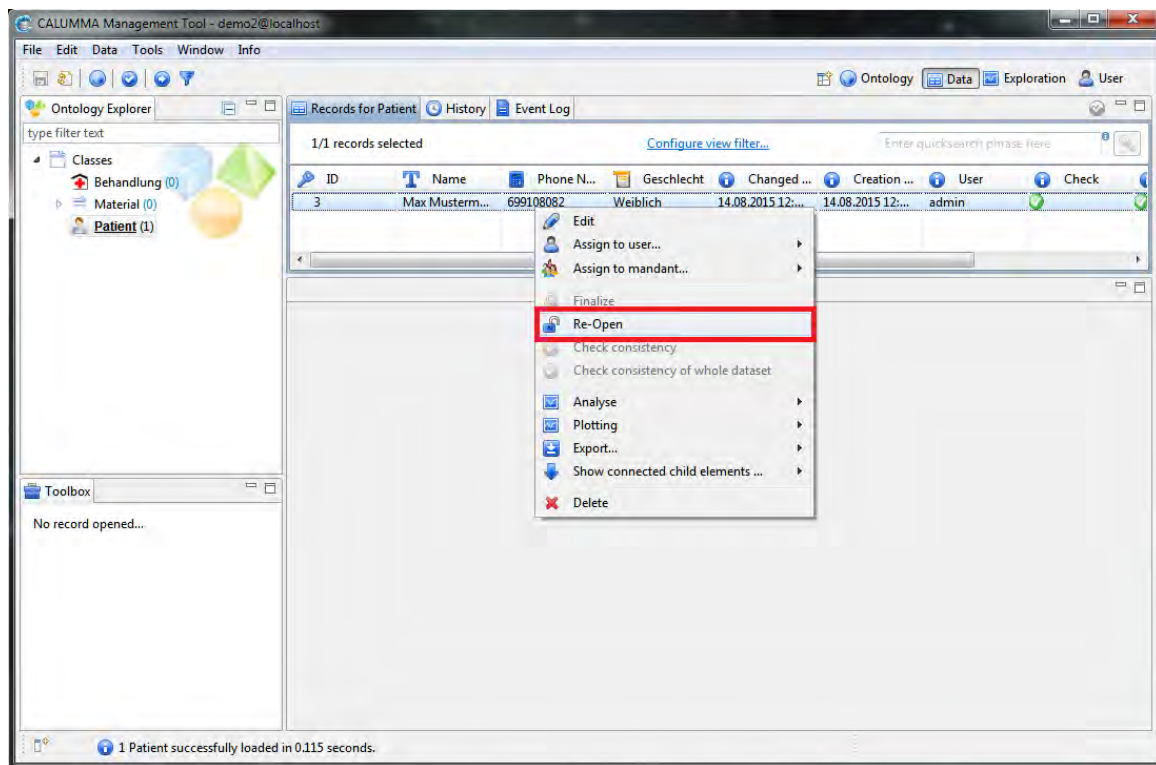 CALUMMA Management Tool - demo2@localhost
File Edit Data Tools Window Info
Ontology Data Exploration User
Ontology Explorer
type filter text
Classes
Behandlung (0)
Material (0)
Patient (1)
Records for Patient History Event Log
1/1 records selected Configure view filter... Enter quicksearch phrase here
ID Name Phone N... Geschlecht Changed ... Creation ... User Check
3 Max Musterm... 699108082 Weiblich 14.08.2015 12:... 14.08.2015 12:... admin
Edit
Assign to user...
Assign to mandant...
Finalize
Re-Open
Check consistency
Check consistency of whole dataset
Analyse
Plotting
Export...
Show connected child elements ...
Delete
Toolbox
No record opened...
1 Patient successfully loaded in 0.115 seconds.